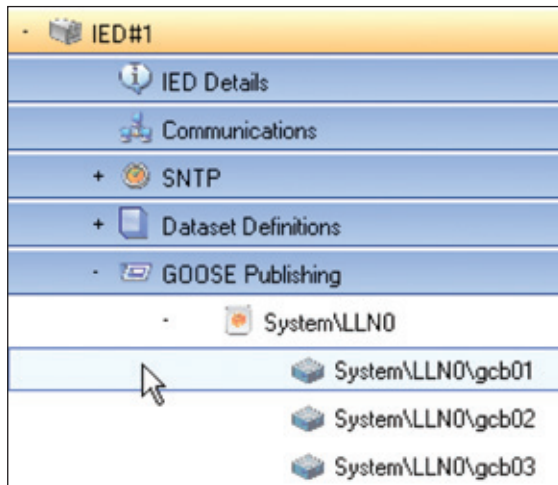 IED#1
IED Details
Communications
+ SNTP
+ Dataset Definitions
GOOSE Publishing
System\LLN0
System\LLN0\gcb01
System\LLN0\gcb02
System\LLN0\gcb03